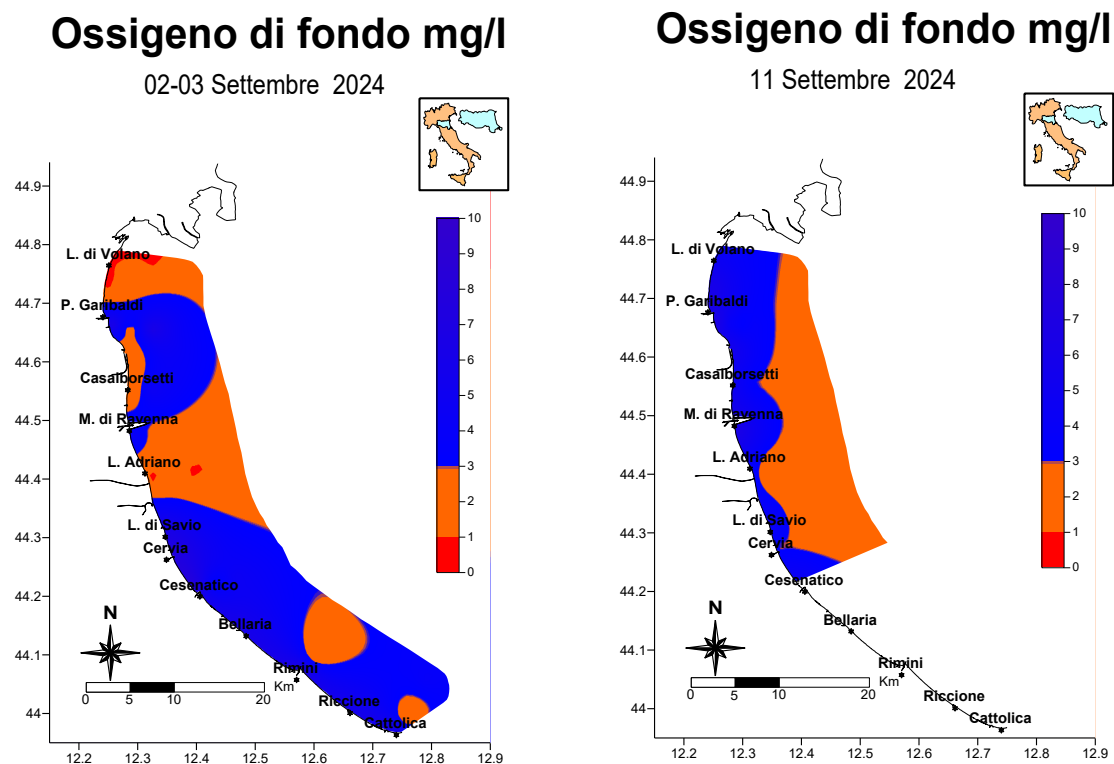 Ossigeno di fondo mg/l
02-03 Settembre 2024
44.9
44.8
44.7
44.6
44.5
44.4
44.3
44.2
44.1
44
L. di Volano
P. Garibaldi
Casalborsetti
M. di Ravenna
L. Adriano
L. di Savio
Cervia
Cesenatico
Bellaria
Rimini
Riccione
Cattolica
10
9
8
7
6
5
4
3
2
1
0
N
0 5 10 20 Km
12.2 12.3 12.4 12.5 12.6 12.7 12.8 12.9
Ossigeno di fondo mg/l
11 Settembre 2024
44.9
44.8
44.7
44.6
44.5
44.4
44.3
44.2
44.1
44
L. di Volano
P. Garibaldi
Casalborsetti
M. di Ravenna
L. Adriano
L. di Savio
Cervia
Cesenatico
Bellaria
Rimini
Riccione
Cattolica
10
9
8
7
6
5
4
3
2
1
0
N
0 5 10 20 Km
12.2 12.3 12.4 12.5 12.6 12.7 12.8 12.9